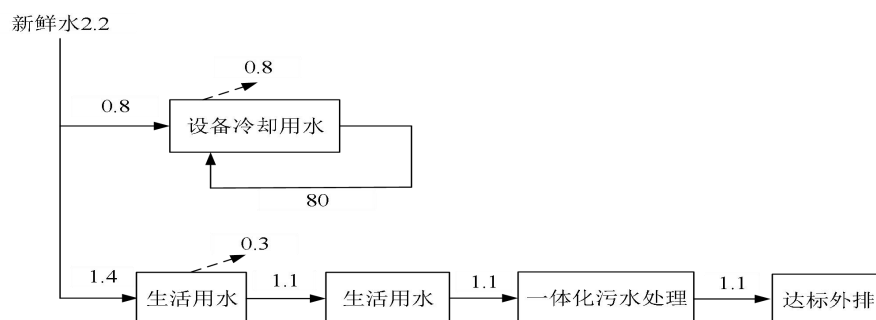 新鲜水2.2
0.8
0.8
设备冷却用水
80
0.3
1.4
生活用水
1.1
生活用水
1.1
一体化污水处理
1.1
达标外排